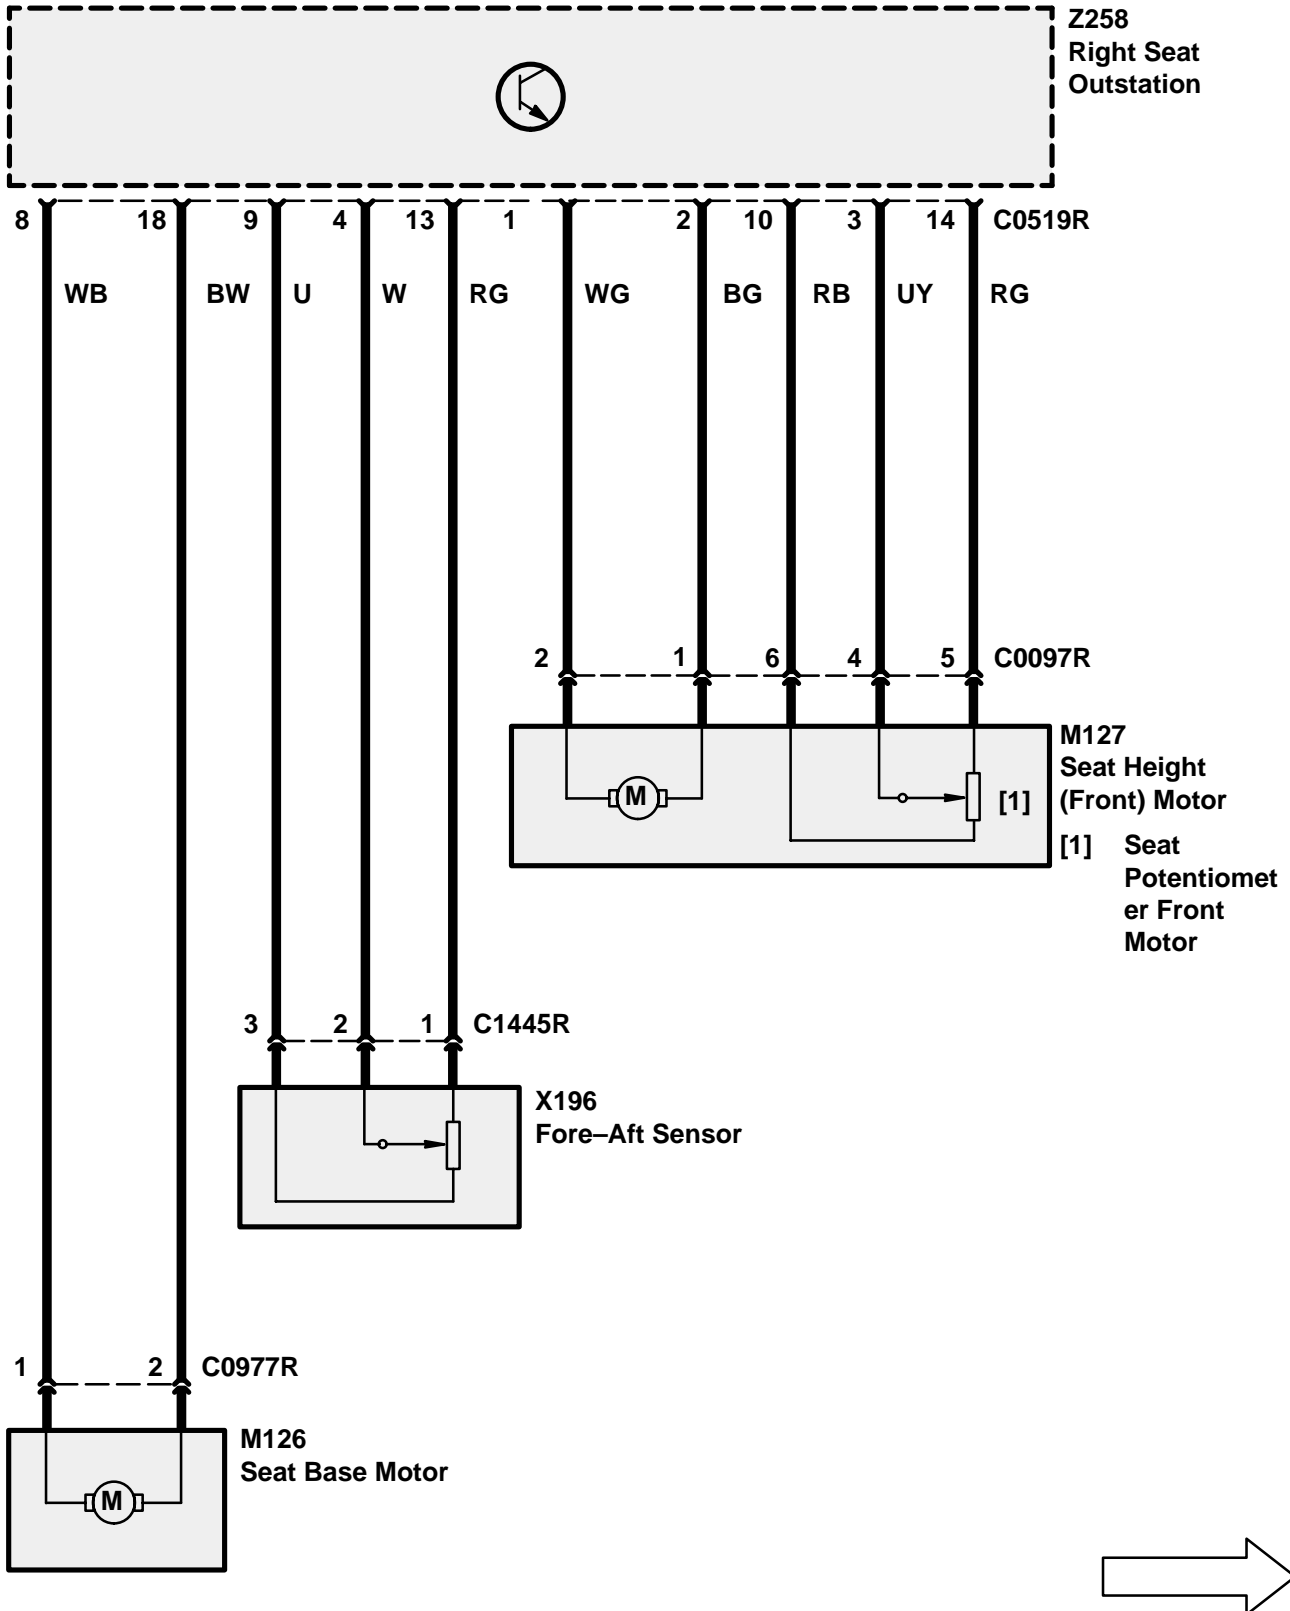 Z258
Right Seat
Outstation
8 18 9 4 13 1 2 10 3 14 C0519R
WB BW U W RG WG BG RB UY RG
2 1 6 4 5 C0097R
M127
Seat Height
(Front) Motor
M [1]
[1] Seat
Potentiomet
er Front
Motor
3 2 1 C1445R
X196
Fore–Aft Sensor
1 2 C0977R
M126
Seat Base Motor
M